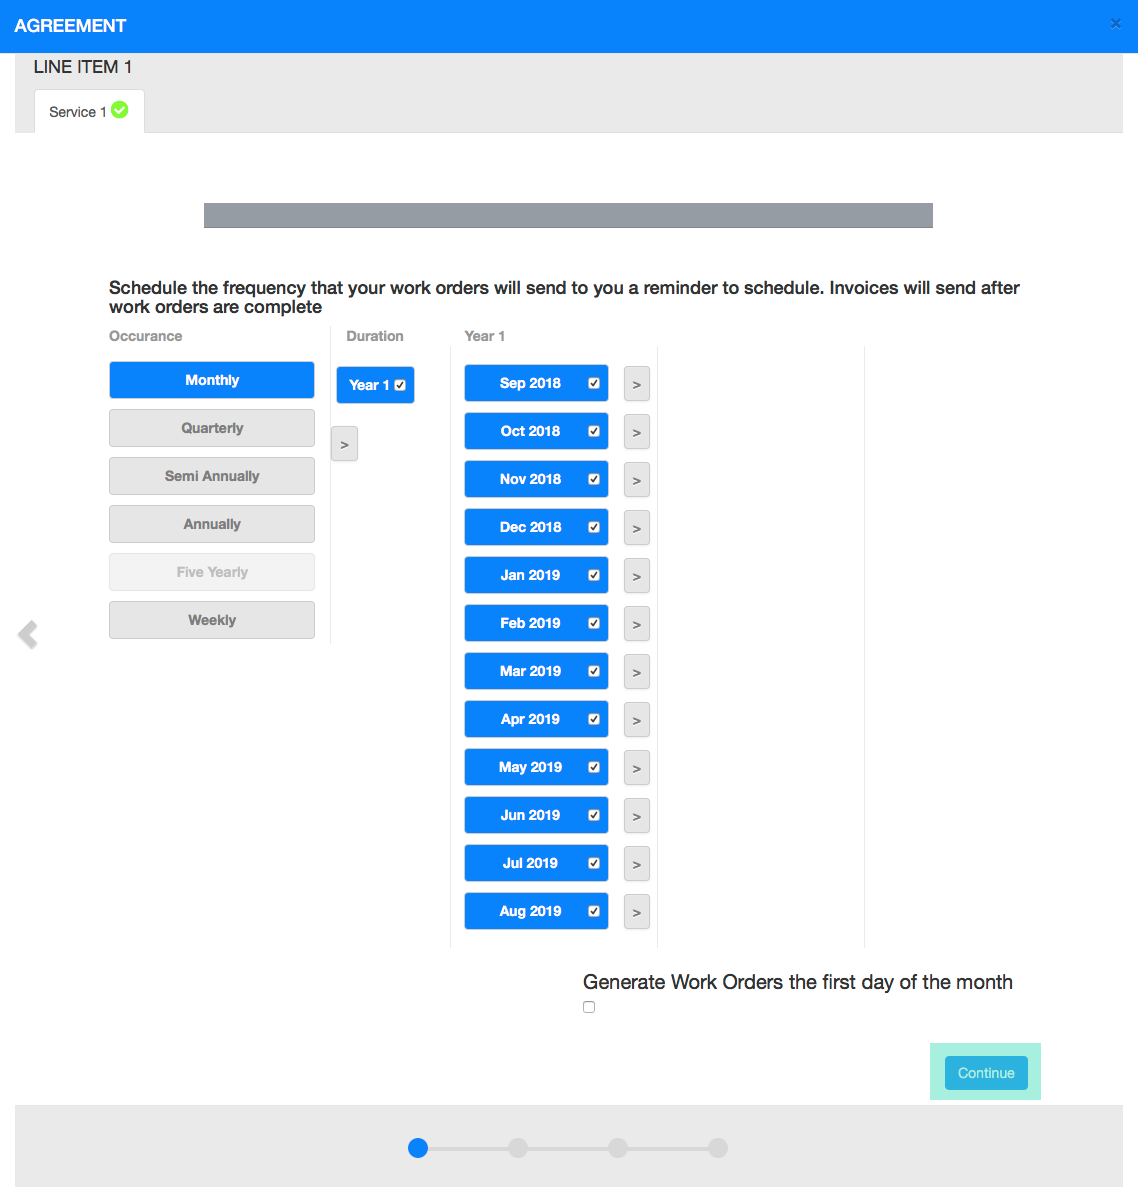 AGREEMENT
×
LINE ITEM 1
Service 1
Schedule the frequency that your work orders will send to you a reminder to schedule. Invoices will send after
work orders are complete
Occurance
Duration
Year 1
Monthly
Quarterly
Semi Annually
Annually
Five Yearly
Weekly
Year 1
>
Sep 2018 >
Oct 2018 >
Nov 2018 >
Dec 2018 >
Jan 2019 >
Feb 2019 >
Mar 2019 >
Apr 2019 >
May 2019 >
Jun 2019 >
Jul 2019 >
Aug 2019 >
Generate Work Orders the first day of the month
Continue